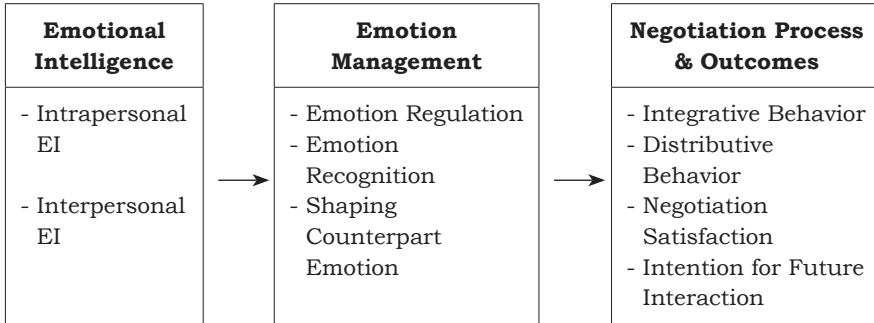 Emotional
Intelligence
- Intrapersonal
EI
- Interpersonal
EI
Emotion
Management
- Emotion Regulation
- Emotion
Recognition
- Shaping
Counterpart
Emotion
Negotiation Process
& Outcomes
- Integrative Behavior
- Distributive
Behavior
- Negotiation
Satisfaction
- Intention for Future
Interaction